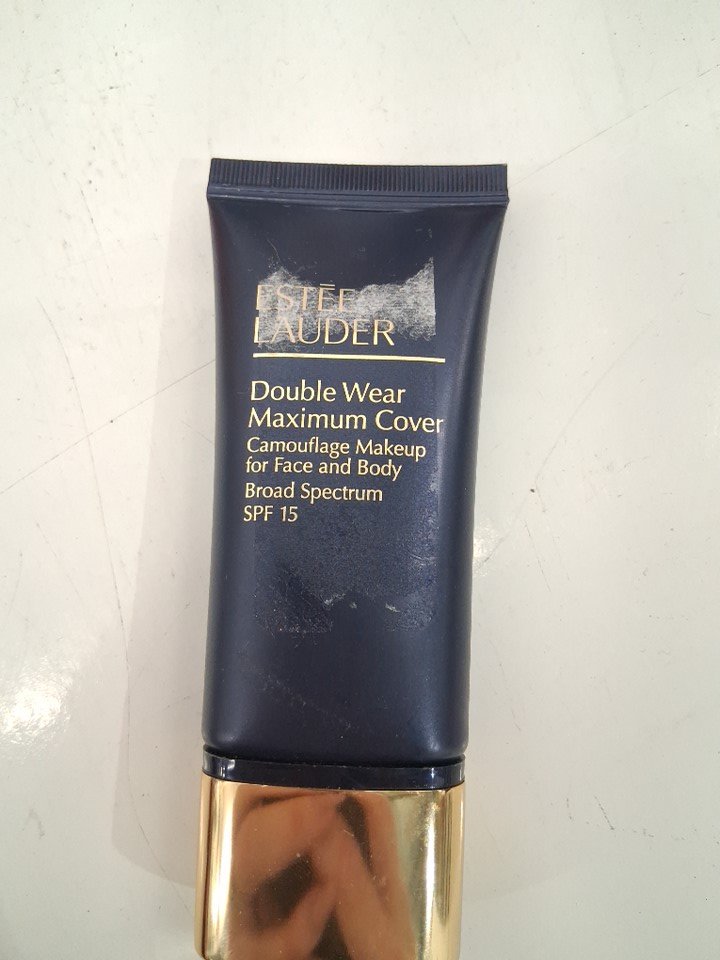 ESTĒE
LAUDER
Double Wear
Maximum Cover
Camouflage Makeup
for Face and Body
Broad Spectrum
SPF 15